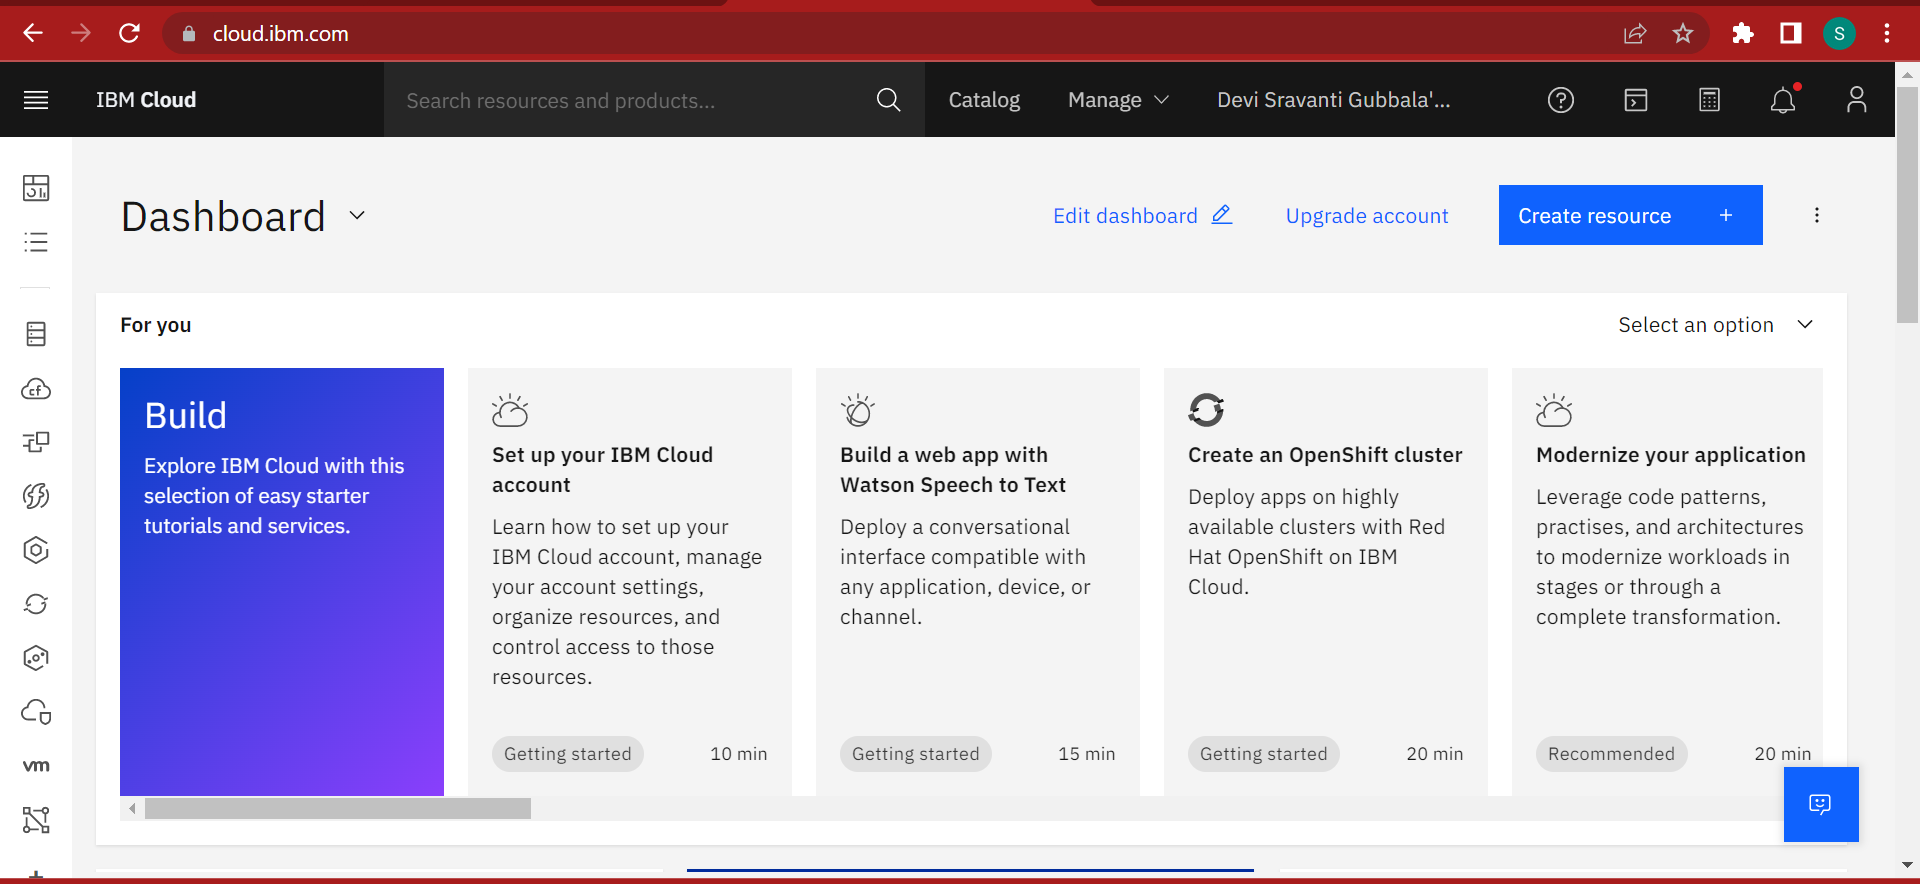 cloud.ibm.com
S
IBM Cloud
Search resources and products...
Catalog
Manage
Devi Sravanti Gubbala'...
Dashboard
Edit dashboard
Upgrade account
Create resource +
For you
Select an option
Build
Explore IBM Cloud with this
selection of easy starter
tutorials and services.
Set up your IBM Cloud
account
Learn how to set up your
IBM Cloud account, manage
your account settings,
organize resources, and
control access to those
resources.
Getting started
10 min
Build a web app with
Watson Speech to Text
Deploy a conversational
interface compatible with
any application, device, or
channel.
Getting started
15 min
Create an OpenShift cluster
Deploy apps on highly
available clusters with Red
Hat OpenShift on IBM
Cloud.
Getting started
20 min
Modernize your application
Leverage code patterns,
practises, and architectures
to modernize workloads in
stages or through a
complete transformation.
Recommended
20 min
cf
vm